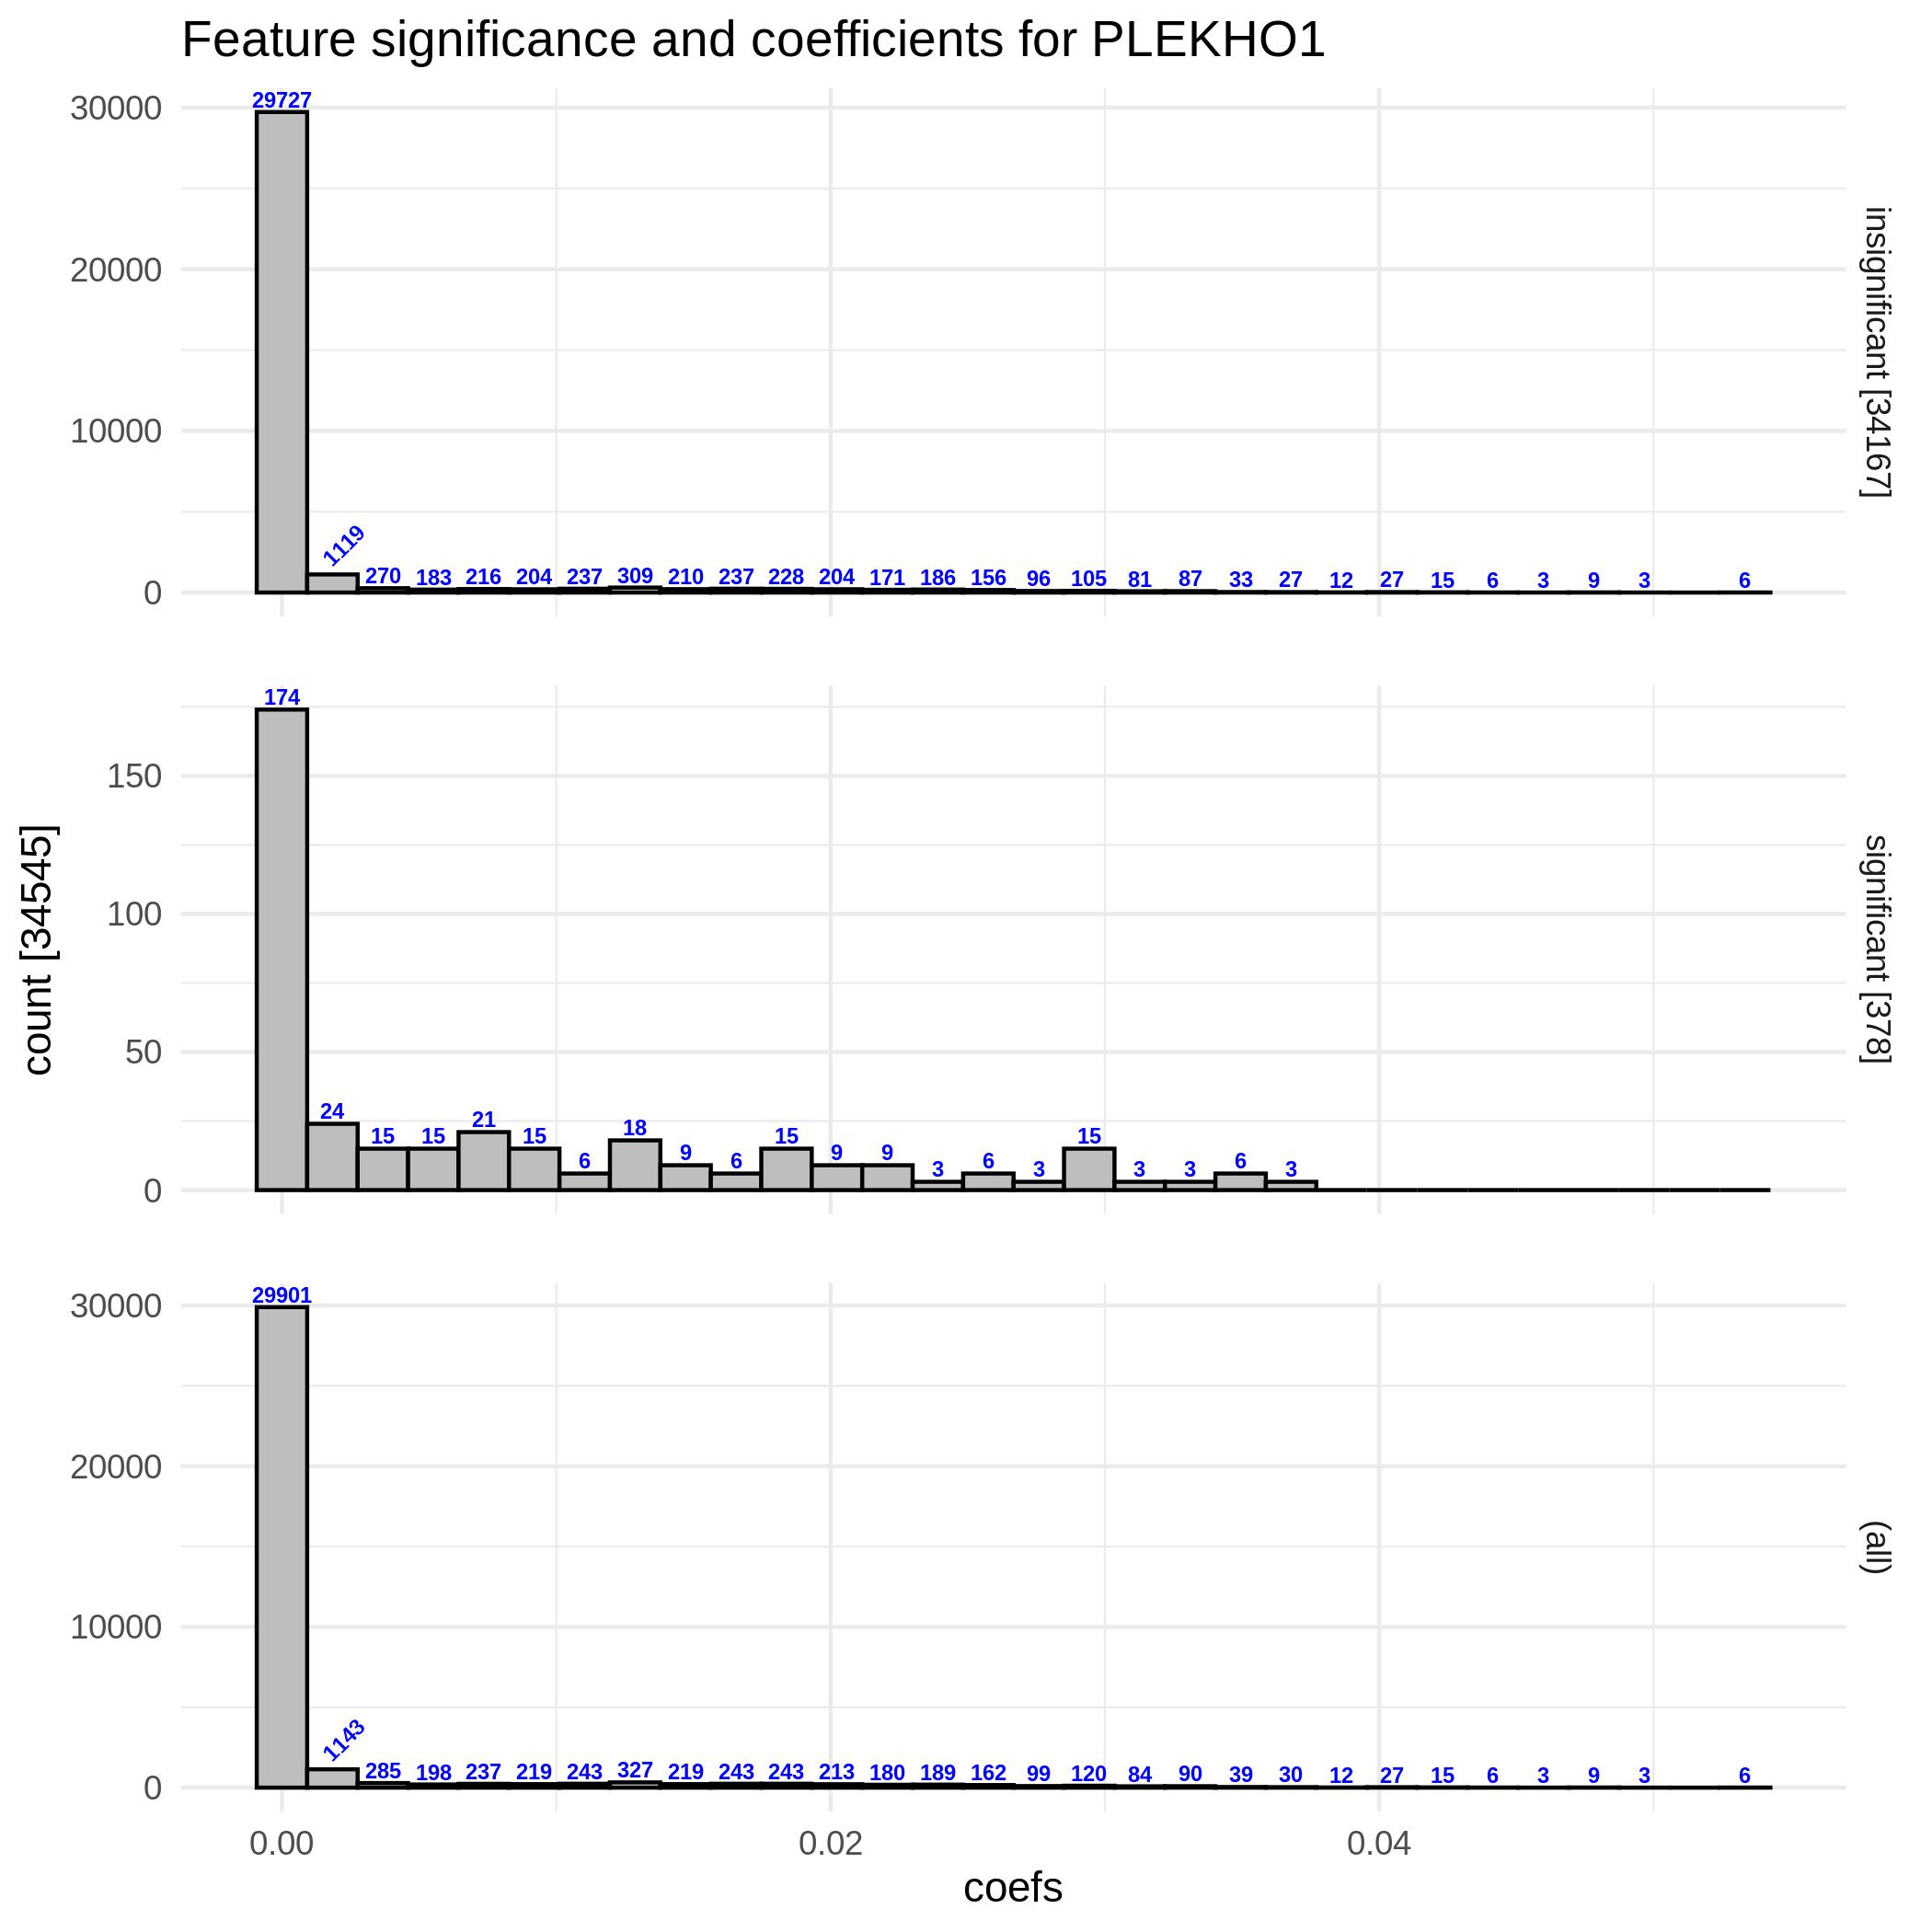 Feature significance and coefficients for PLEKHO1
30000
20000
10000
0
29727
1119
270 183 216 204 237 309 210 237 228 204 171 186 156 96 105 81 87 33 27 12 27 15 6 3 9 3 6
insignificant [34167]
count [34545]
150
100
50
0
174
24 15 15 21 15 6 18 9 6 15 9 9 3 6 3 15 3 3 6 3
significant [378]
30000
20000
10000
0
29901
1143
285 198 237 219 243 327 219 243 243 213 180 189 162 99 120 84 90 39 30 12 27 15 6 3 9 3 6
(all)
0.00 0.02 0.04
coefs